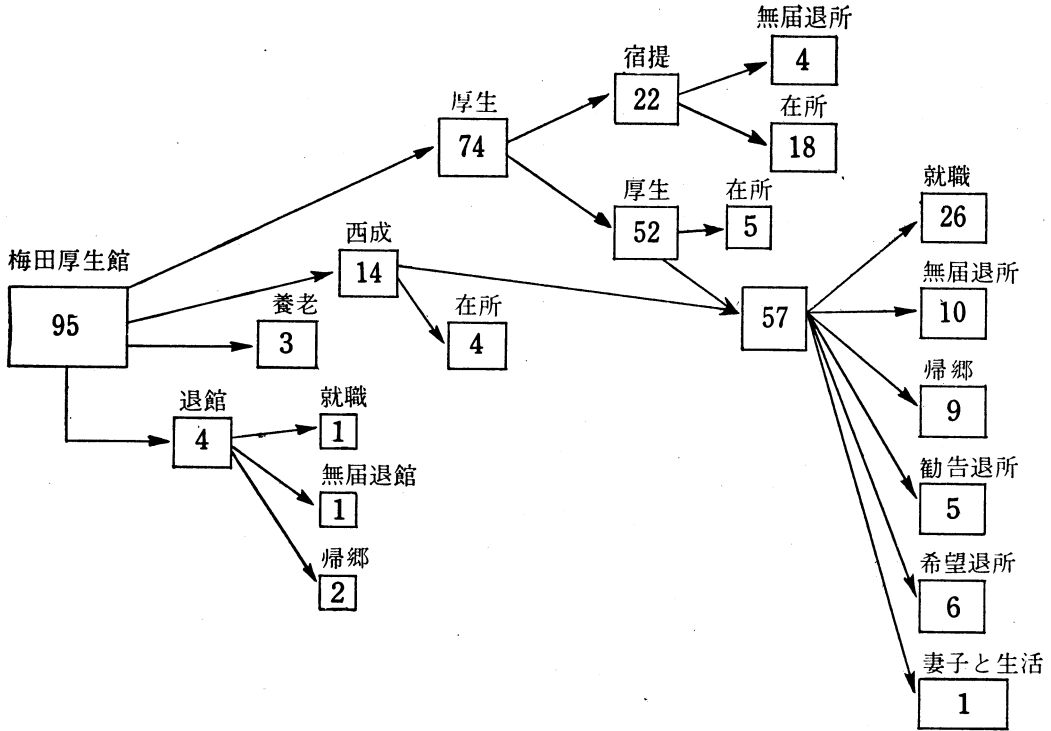 梅田厚生館
95
厚生
74
宿提
22
無届退所
4
在所
18
厚生
52
在所
5
西成
14
在所
4
養老
3
退館
4
就職
1
無届退館
1
帰郷
2
57
就職
26
無届退所
10
帰郷
9
勧告退所
5
希望退所
6
妻子と生活
1